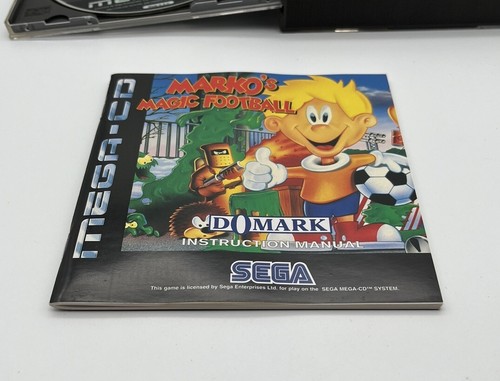 MARKO'S
MAGIC FOOTBALL
MEGA-CD
DOMARK
INSTRUCTION MANUAL
SEGA
This game is licensed by Sega Enterprises Ltd. for play on the SEGA MEGA-CD™ SYSTEM.